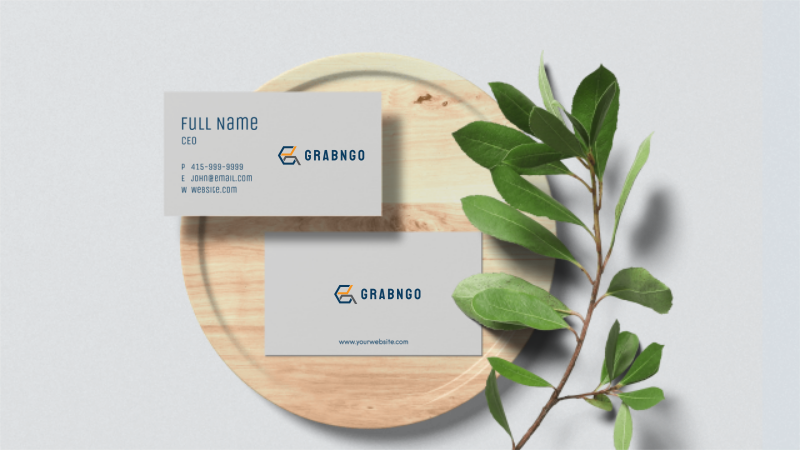 FULL Name
CEO
GRABNGO
P 415-999-9999
E JOHN@EMAIL.COM
W WEBSITE.COM
GRABNGO
www.yourwebsite.com